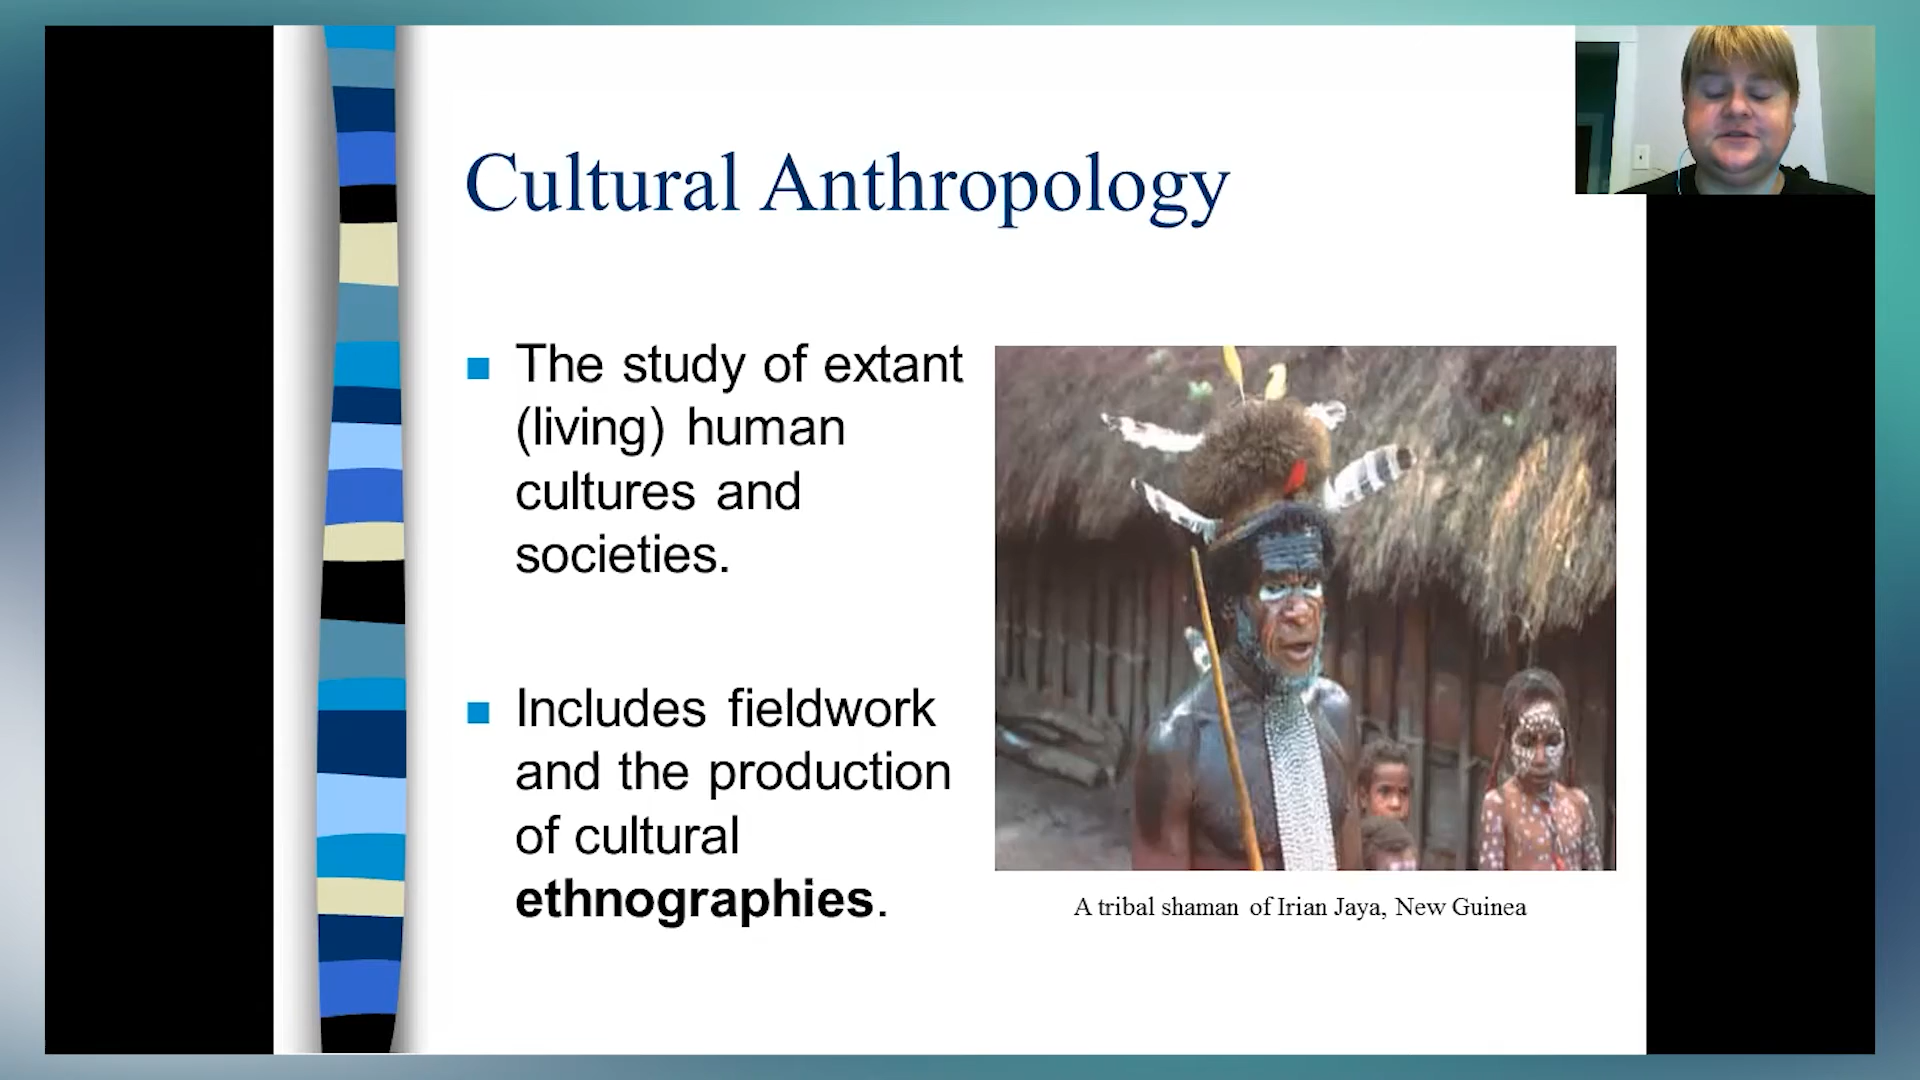 Cultural Anthropology
The study of extant
(living) human
cultures and
societies.
Includes fieldwork
and the production
of cultural
ethnographies.
A tribal shaman of Irian Jaya, New Guinea